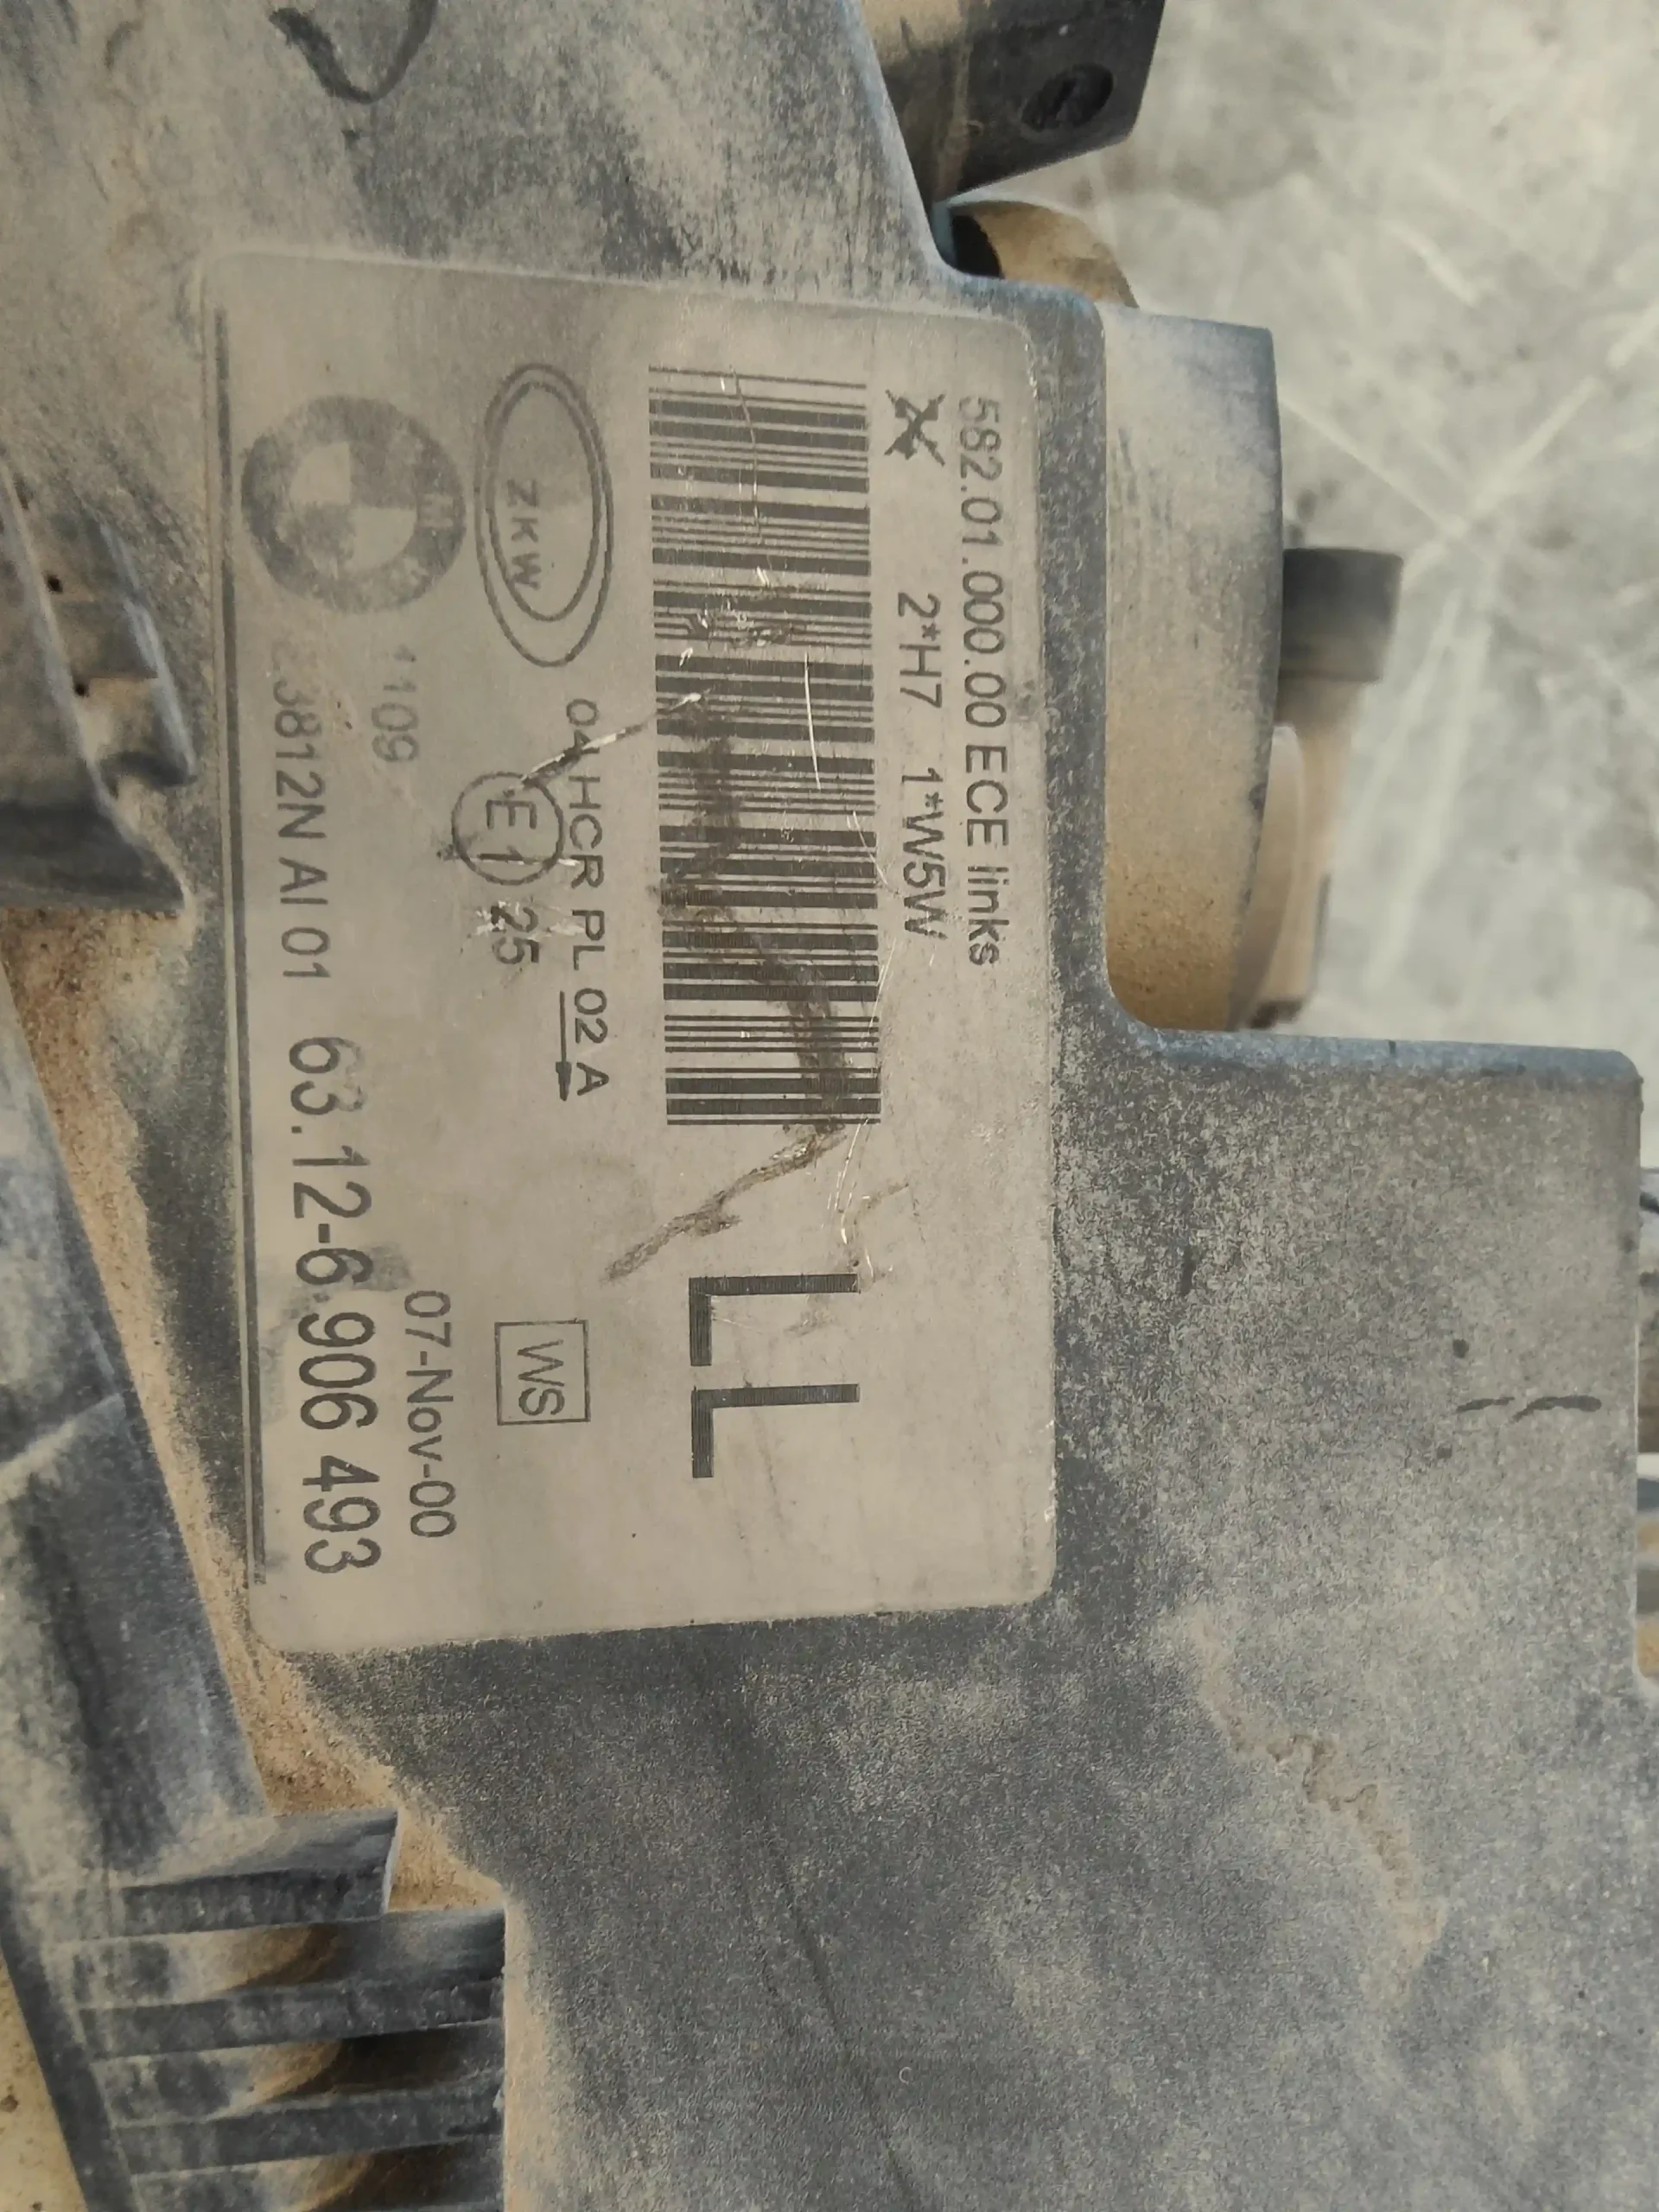 582.01.000.00 ECE links
2*H7 1*W5W
LL
ZKW
04 HCR PL 02 A
E1 25
WS
07-Nov-00
3812N AI 01 63.12-6 906 493